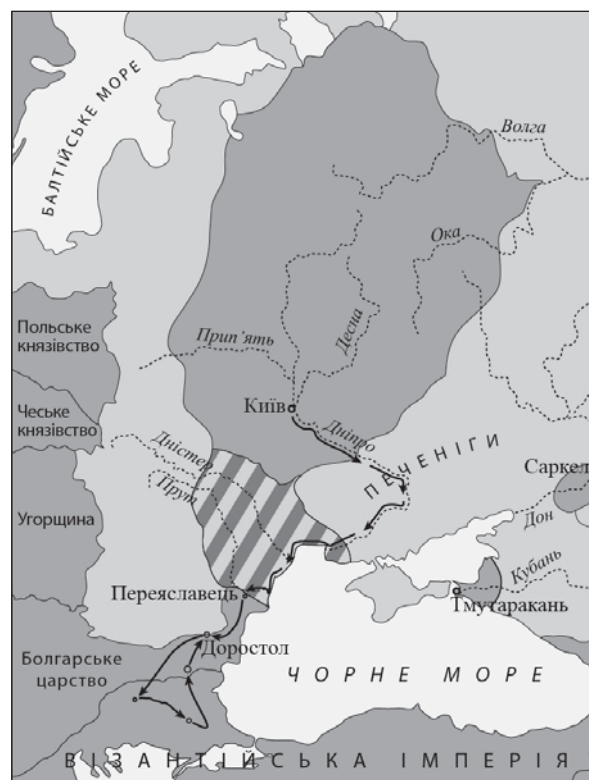 БАЛТІЙСЬКЕ МОРЕ
Волга
Ока
Польське
князівство
Прип'ять
Десна
Чеське
князівство
Київ
Дніпро
Дністер
ПЕЧЕНІГИ
Саркел
Прут
Угорщина
Дон
Кубань
Переяславець
Тмутаракань
Доростол
Болгарське
царство
ЧОРНЕ МОРЕ
ВІЗАНТІЙСЬКА ІМПЕРІЯ